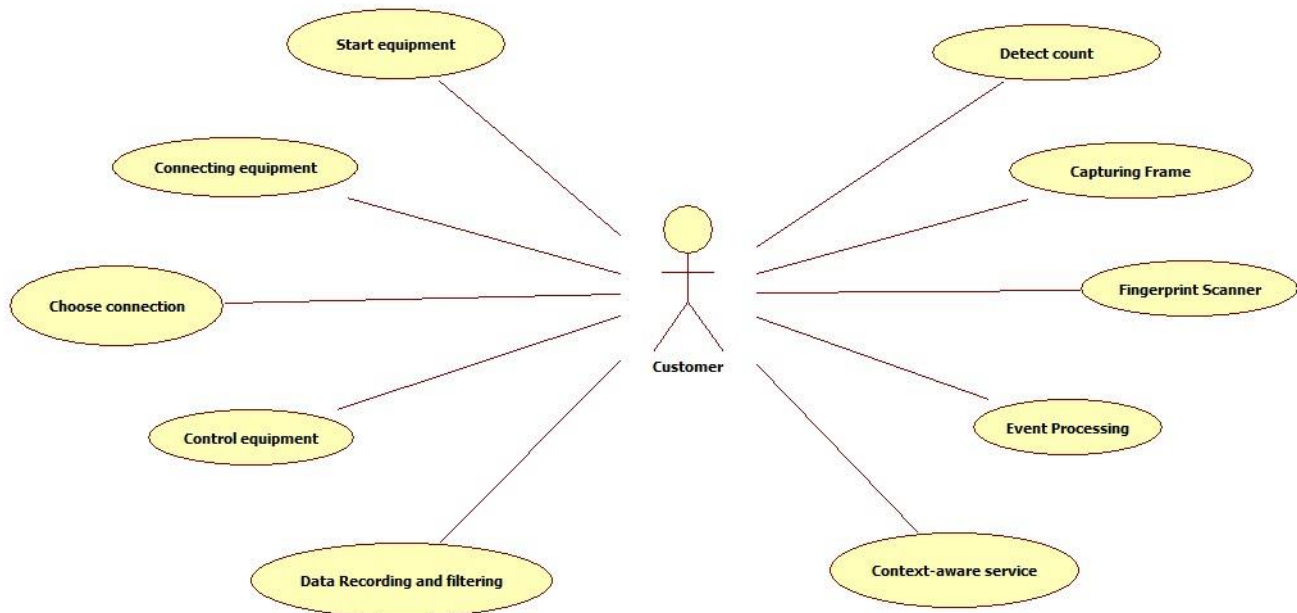 Start equipment
Detect count
Connecting equipment
Capturing Frame
Choose connection
Fingerprint Scanner
Customer
Control equipment
Event Processing
Data Recording and filtering
Context-aware service